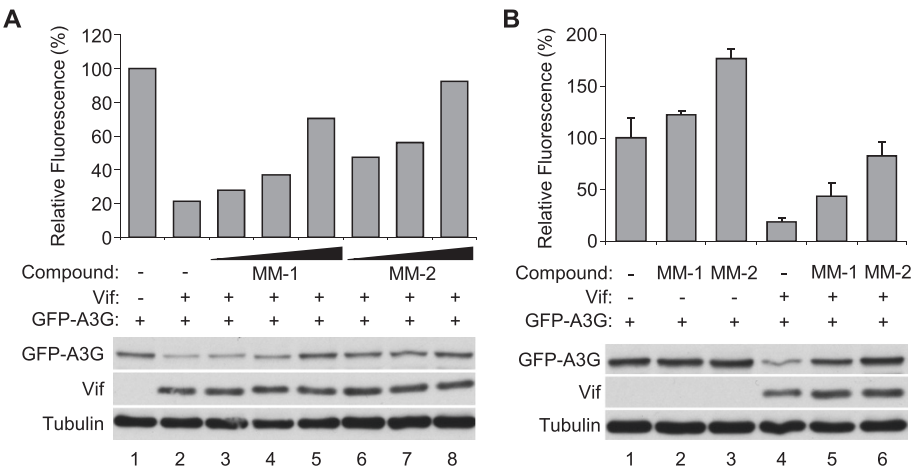 A
Relative Fluorescence (%)
120
100
80
60
40
20
0
Compound: - - MM-1 MM-2
Vif: - + + + + + + +
GFP-A3G: + + + + + + + +
GFP-A3G
Vif
Tubulin
1 2 3 4 5 6 7 8
B
Relative Fluorescence (%)
200
150
100
50
0
Compound: - MM-1 MM-2 - MM-1 MM-2
Vif: - - - + + +
GFP-A3G: + + + + + +
GFP-A3G
Vif
Tubulin
1 2 3 4 5 6